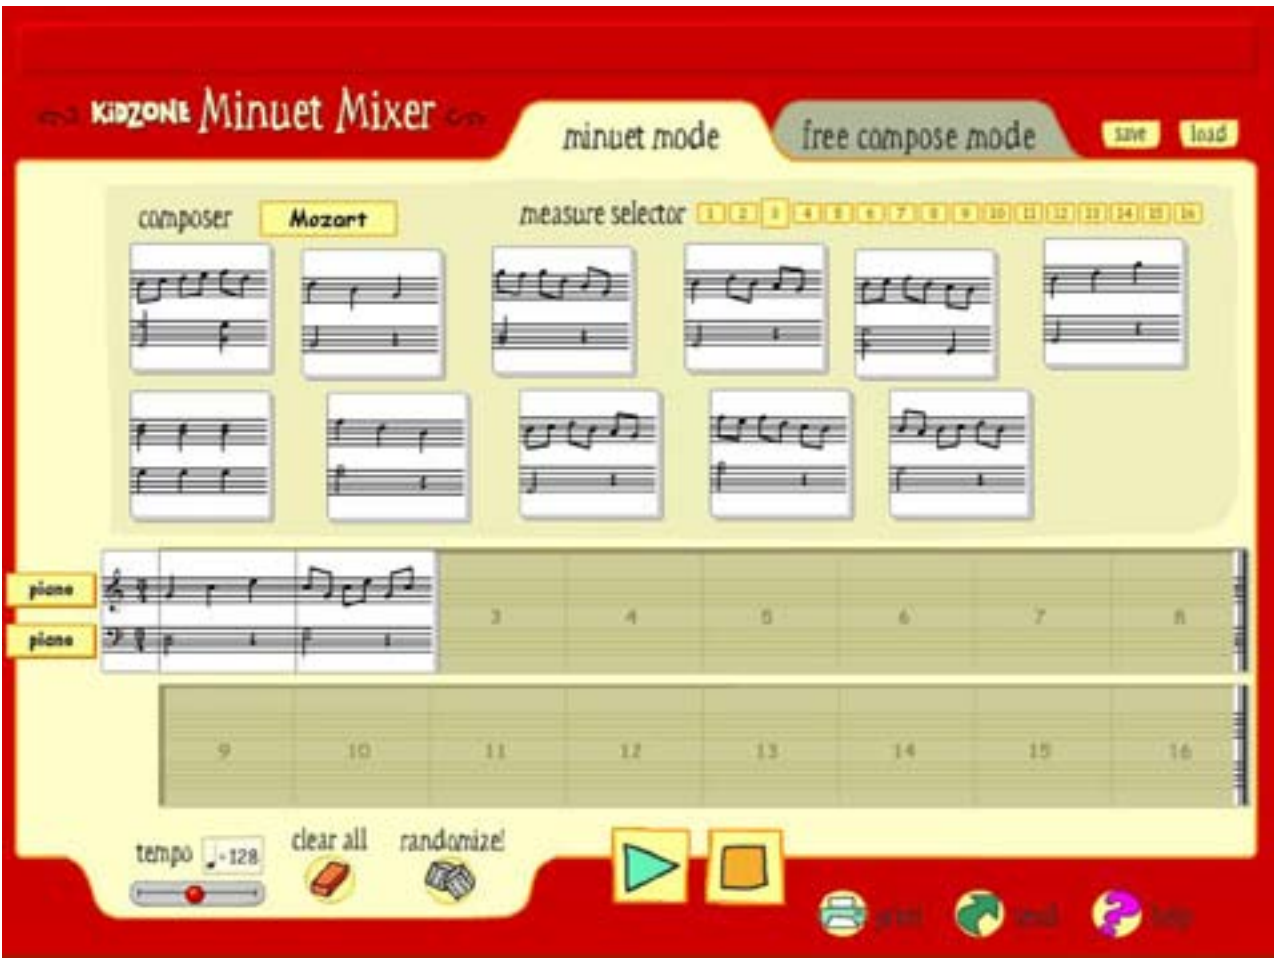 KIDZONE Minuet Mixer
minuet mode
free compose mode
save
load
composer
Mozart
measure selector
1 2 3 4 5 6 7 8 9 10 11 12 13 14 15 16
piano
piano
3 4 5 6 7 8
9 10 11 12 13 14 15 16
tempo
=128
clear all
randomize!
print
send
help